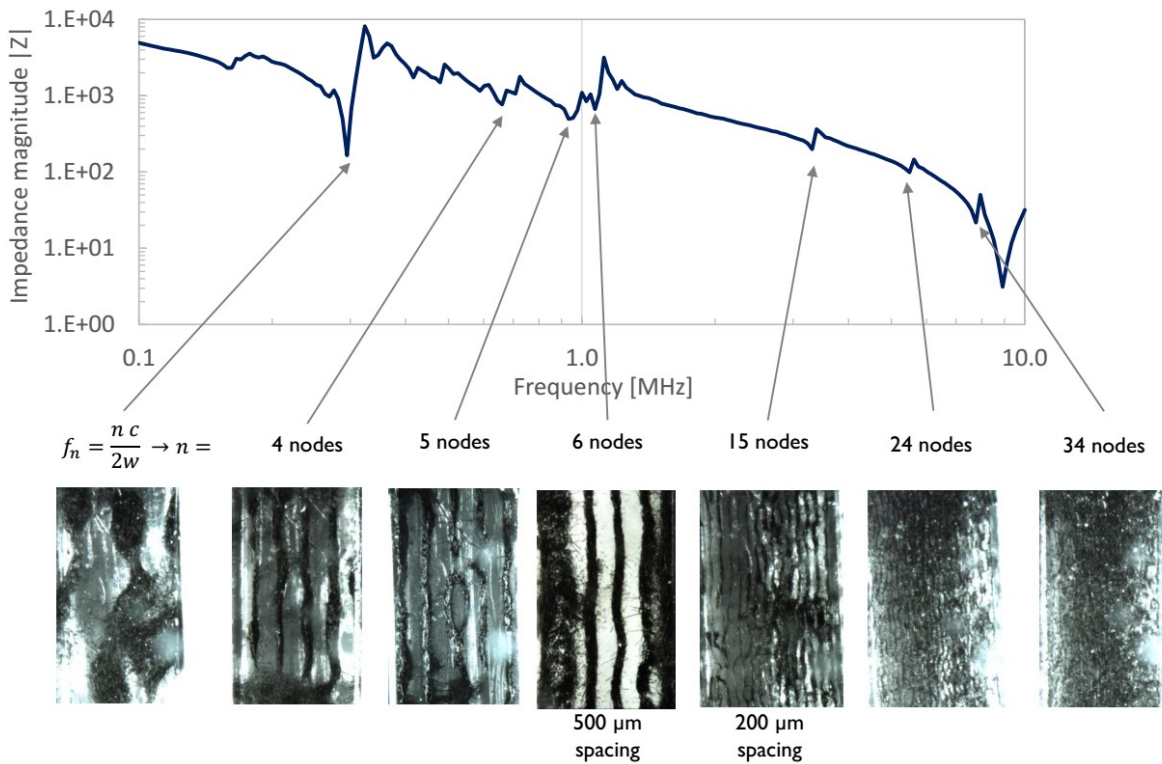 1.E+04
1.E+03
1.E+02
1.E+01
1.E+00
Impedance magnitude |Z|
0.1
1.0
10.0
Frequency [MHz]
f_n = n c / 2w → n =
4 nodes
5 nodes
6 nodes
15 nodes
24 nodes
34 nodes
500 µm
spacing
200 µm
spacing